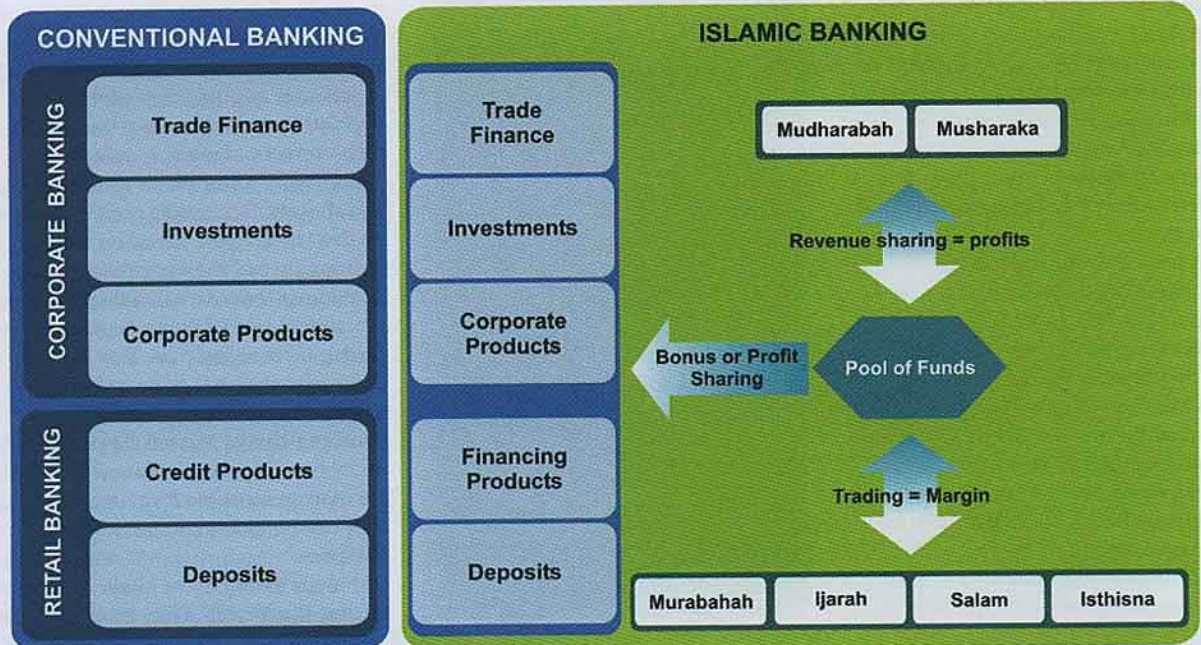 CONVENTIONAL BANKING
CORPORATE BANKING
Trade Finance
Investments
Corporate Products
RETAIL BANKING
Credit Products
Deposits
ISLAMIC BANKING
Trade
Finance
Investments
Corporate
Products
Financing
Products
Deposits
Mudharabah
Musharaka
Revenue sharing = profits
Bonus or Profit
Sharing
Pool of Funds
Trading = Margin
Murabahah
Ijarah
Salam
Isthisna